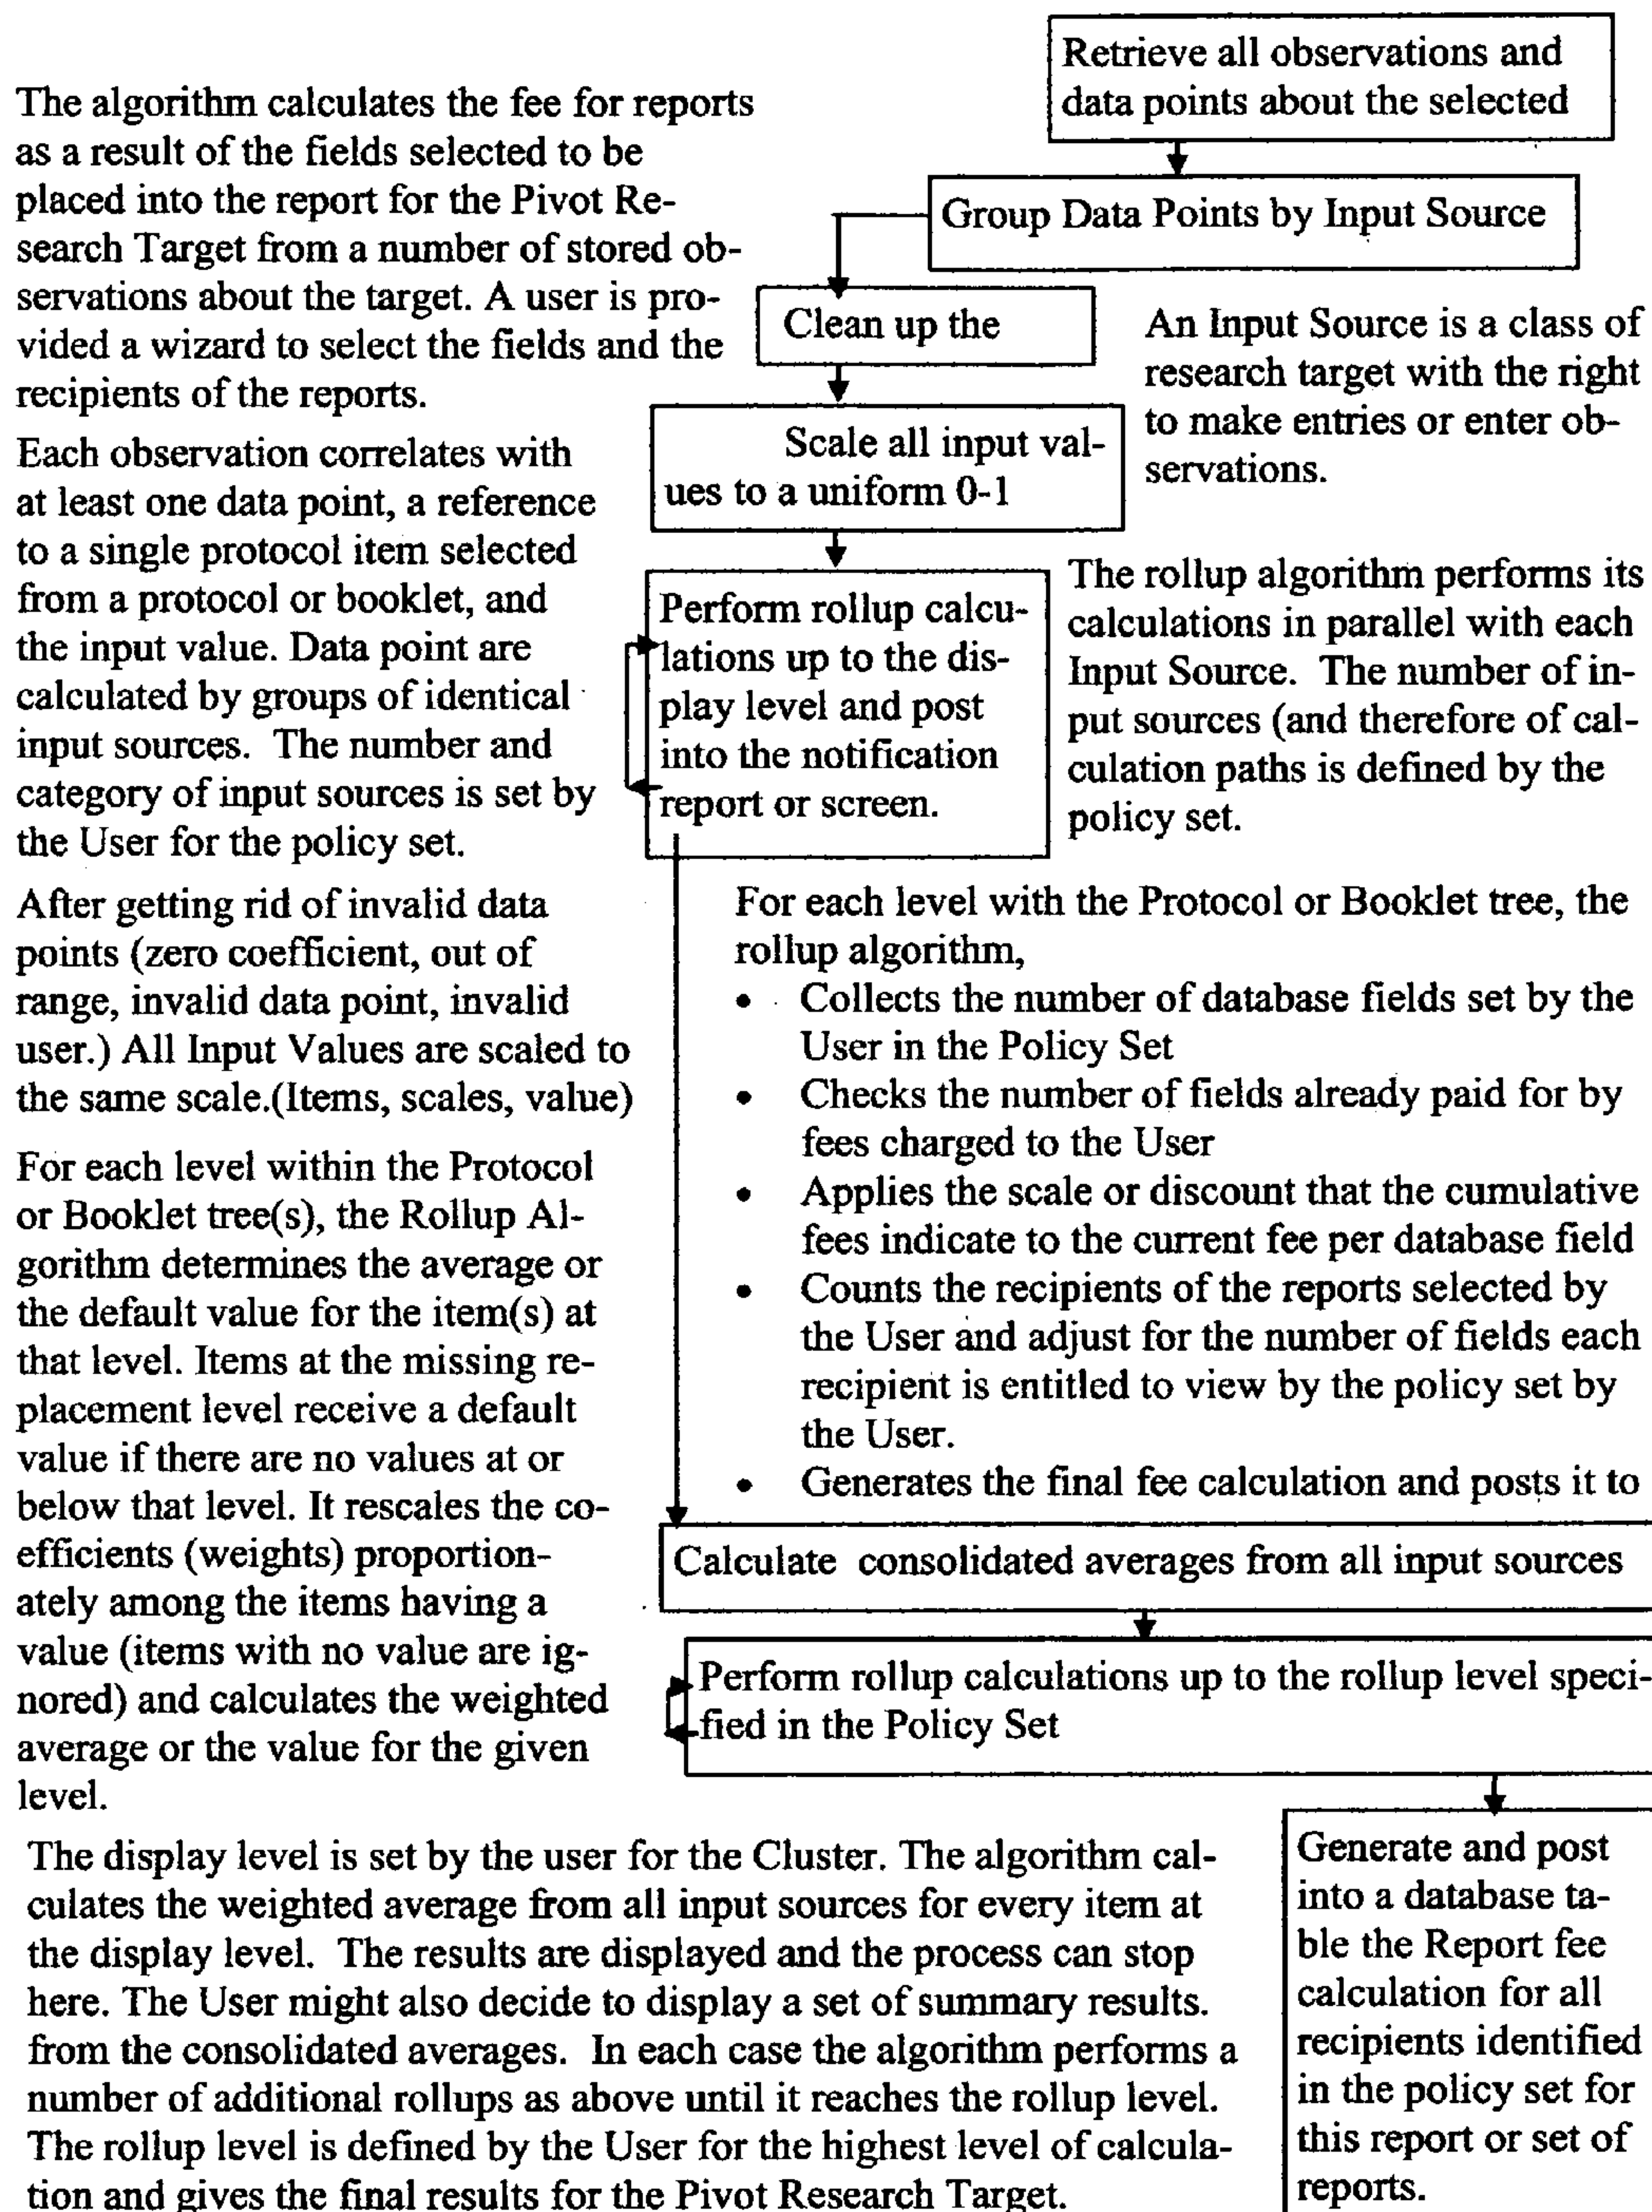 Retrieve all observations and
data points about the selected
The algorithm calculates the fee for reports
as a result of the fields selected to be
placed into the report for the Pivot Re-
search Target from a number of stored ob-
servations about the target. A user is pro-
vided a wizard to select the fields and the
recipients of the reports.
Group Data Points by Input Source
Clean up the
An Input Source is a class of
research target with the right
to make entries or enter ob-
servations.
Scale all input val-
ues to a uniform 0-1
Each observation correlates with
at least one data point, a reference
to a single protocol item selected
from a protocol or booklet, and
the input value. Data point are
calculated by groups of identical
input sources. The number and
category of input sources is set by
the User for the policy set.
Perform rollup calcu-
lations up to the dis-
play level and post
into the notification
report or screen.
The rollup algorithm performs its
calculations in parallel with each
Input Source. The number of in-
put sources (and therefore of cal-
culation paths is defined by the
policy set.
After getting rid of invalid data
points (zero coefficient, out of
range, invalid data point, invalid
user.) All Input Values are scaled to
the same scale.(Items, scales, value)
For each level with the Protocol or Booklet tree, the
rollup algorithm,
• Collects the number of database fields set by the
User in the Policy Set
• Checks the number of fields already paid for by
fees charged to the User
• Applies the scale or discount that the cumulative
fees indicate to the current fee per database field
• Counts the recipients of the reports selected by
the User and adjust for the number of fields each
recipient is entitled to view by the policy set by
the User.
• Generates the final fee calculation and posts it to
For each level within the Protocol
or Booklet tree(s), the Rollup Al-
gorithm determines the average or
the default value for the item(s) at
that level. Items at the missing re-
placement level receive a default
value if there are no values at or
below that level. It rescales the co-
efficients (weights) proportion-
ately among the items having a
value (items with no value are ig-
nored) and calculates the weighted
average or the value for the given
level.
Calculate consolidated averages from all input sources
Perform rollup calculations up to the rollup level speci-
fied in the Policy Set
The display level is set by the user for the Cluster. The algorithm cal-
culates the weighted average from all input sources for every item at
the display level. The results are displayed and the process can stop
here. The User might also decide to display a set of summary results.
from the consolidated averages. In each case the algorithm performs a
number of additional rollups as above until it reaches the rollup level.
The rollup level is defined by the User for the highest level of calcula-
tion and gives the final results for the Pivot Research Target.
Generate and post
into a database ta-
ble the Report fee
calculation for all
recipients identified
in the policy set for
this report or set of
reports.